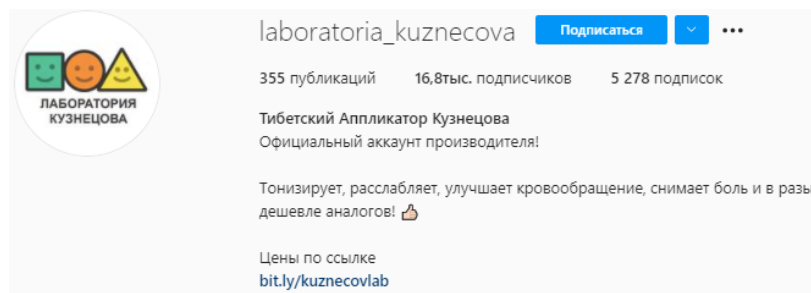 laboratoria_kuznecova Подписаться
355 публикаций 16,8тыс. подписчиков 5 278 подписок
ЛАБОРАТОРИЯ
КУЗНЕЦОВА
Тибетский Аппликатор Кузнецова
Официальный аккаунт производителя!
Тонизирует, расслабляет, улучшает кровообращение, снимает боль и в разы
дешевле аналогов!
Цены по ссылке
bit.ly/kuznecovlab